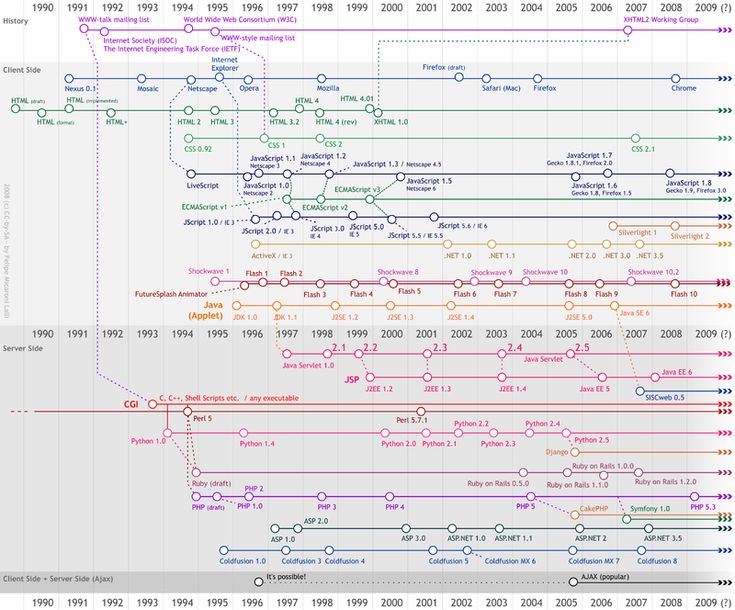 1990 1991 1992 1993 1994 1995 1996 1997 1998 1999 2000 2001 2002 2003 2004 2005 2006 2007 2008 2009 (?)
History
WWW-talk mailing list
World Wide Web Consortium (W3C)
XHTML2 Working Group
Internet Society (ISOC)
The Internet Engineering Task Force (IETF)
WWW-style mailing list
Client Side
Internet
Explorer
Firefox (draft)
Nexus 0.1
Mosaic
Netscape
Opera
Mozilla
Safari (Mac)
Firefox
Chrome
HTML (draft)
HTML (implemented)
HTML 4
HTML 4.01
HTML (formal)
HTML+
HTML 2
HTML 3
HTML 3.2
HTML 4 (rev)
XHTML 1.0
CSS 0.92
CSS 1
CSS 2
CSS 2.1
JavaScript 1.1
Netscape 3
JavaScript 1.2
Netscape 4
JavaScript 1.3 / Netscape 4.5
JavaScript 1.7
Gecko 1.8.1, Firefox 2.0
LiveScript
JavaScript 1.0
Netscape 2
JavaScript 1.5
Netscape 6
JavaScript 1.6
Gecko 1.8, Firefox 1.5
JavaScript 1.8
Gecko 1.9, Firefox 3.0
ECMAScript v3
ECMAScript v1
ECMAScript v2
JScript 1.0 / IE 3
JScript 2.0 / IE 3
JScript 3.0
IE 4
JScript 5.0
IE 5
JScript 5.5 / IE 5.5
JScript 5.6 / IE 6
Silverlight 1
Silverlight 2
ActiveX / IE 3
.NET 1.0
.NET 1.1
.NET 2.0
.NET 3.0
.NET 3.5
Shockwave 1
Flash 1
Flash 2
Shockwave 8
Shockwave 9
Shockwave 10
Shockwave 10.2
FutureSplash Animator
Flash 3
Flash 4
Flash 5
Flash 6
Flash 7
Flash 8
Flash 9
Flash 10
Java
(Applet)
JDK 1.0
JDK 1.1
J2SE 1.2
J2SE 1.3
J2SE 1.4
J2SE 5.0
Java SE 6
2008 (c) CC by-SA - by Felipe Micaroni Lalli
1990 1991 1992 1993 1994 1995 1996 1997 1998 1999 2000 2001 2002 2003 2004 2005 2006 2007 2008 2009 (?)
Server Side
2.1
2.2
2.3
2.4
2.5
Java Servlet 1.0
Java Servlet
JSP
J2EE 1.2
J2EE 1.3
J2EE 1.4
Java EE 5
Java EE 6
SISCweb 0.5
CGI
C, C++, Shell Scripts etc. / any executable
Perl 5
Perl 5.7.1
Python 1.0
Python 1.4
Python 2.0
Python 2.1
Python 2.2
Python 2.3
Python 2.4
Python 2.5
Django
Ruby (draft)
Ruby on Rails 0.5.0
Ruby on Rails 1.0.0
Ruby on Rails 1.1.0
Ruby on Rails 1.2.0
PHP 2
PHP (draft)
PHP 1.0
PHP 3
PHP 4
PHP 5
PHP 5.3
CakePHP
Symfony 1.0
ASP 2.0
ASP 1.0
ASP 3.0
ASP.NET 1.0
ASP.NET 1.1
ASP.NET 2
ASP.NET 3.5
Coldfusion 1.0
Coldfusion 3
Coldfusion 4
Coldfusion 5
Coldfusion MX 6
Coldfusion MX 7
Coldfusion 8
Client Side + Server Side (Ajax)
It's possible!
AJAX (popular)
1990 1991 1992 1993 1994 1995 1996 1997 1998 1999 2000 2001 2002 2003 2004 2005 2006 2007 2008 2009 (?)